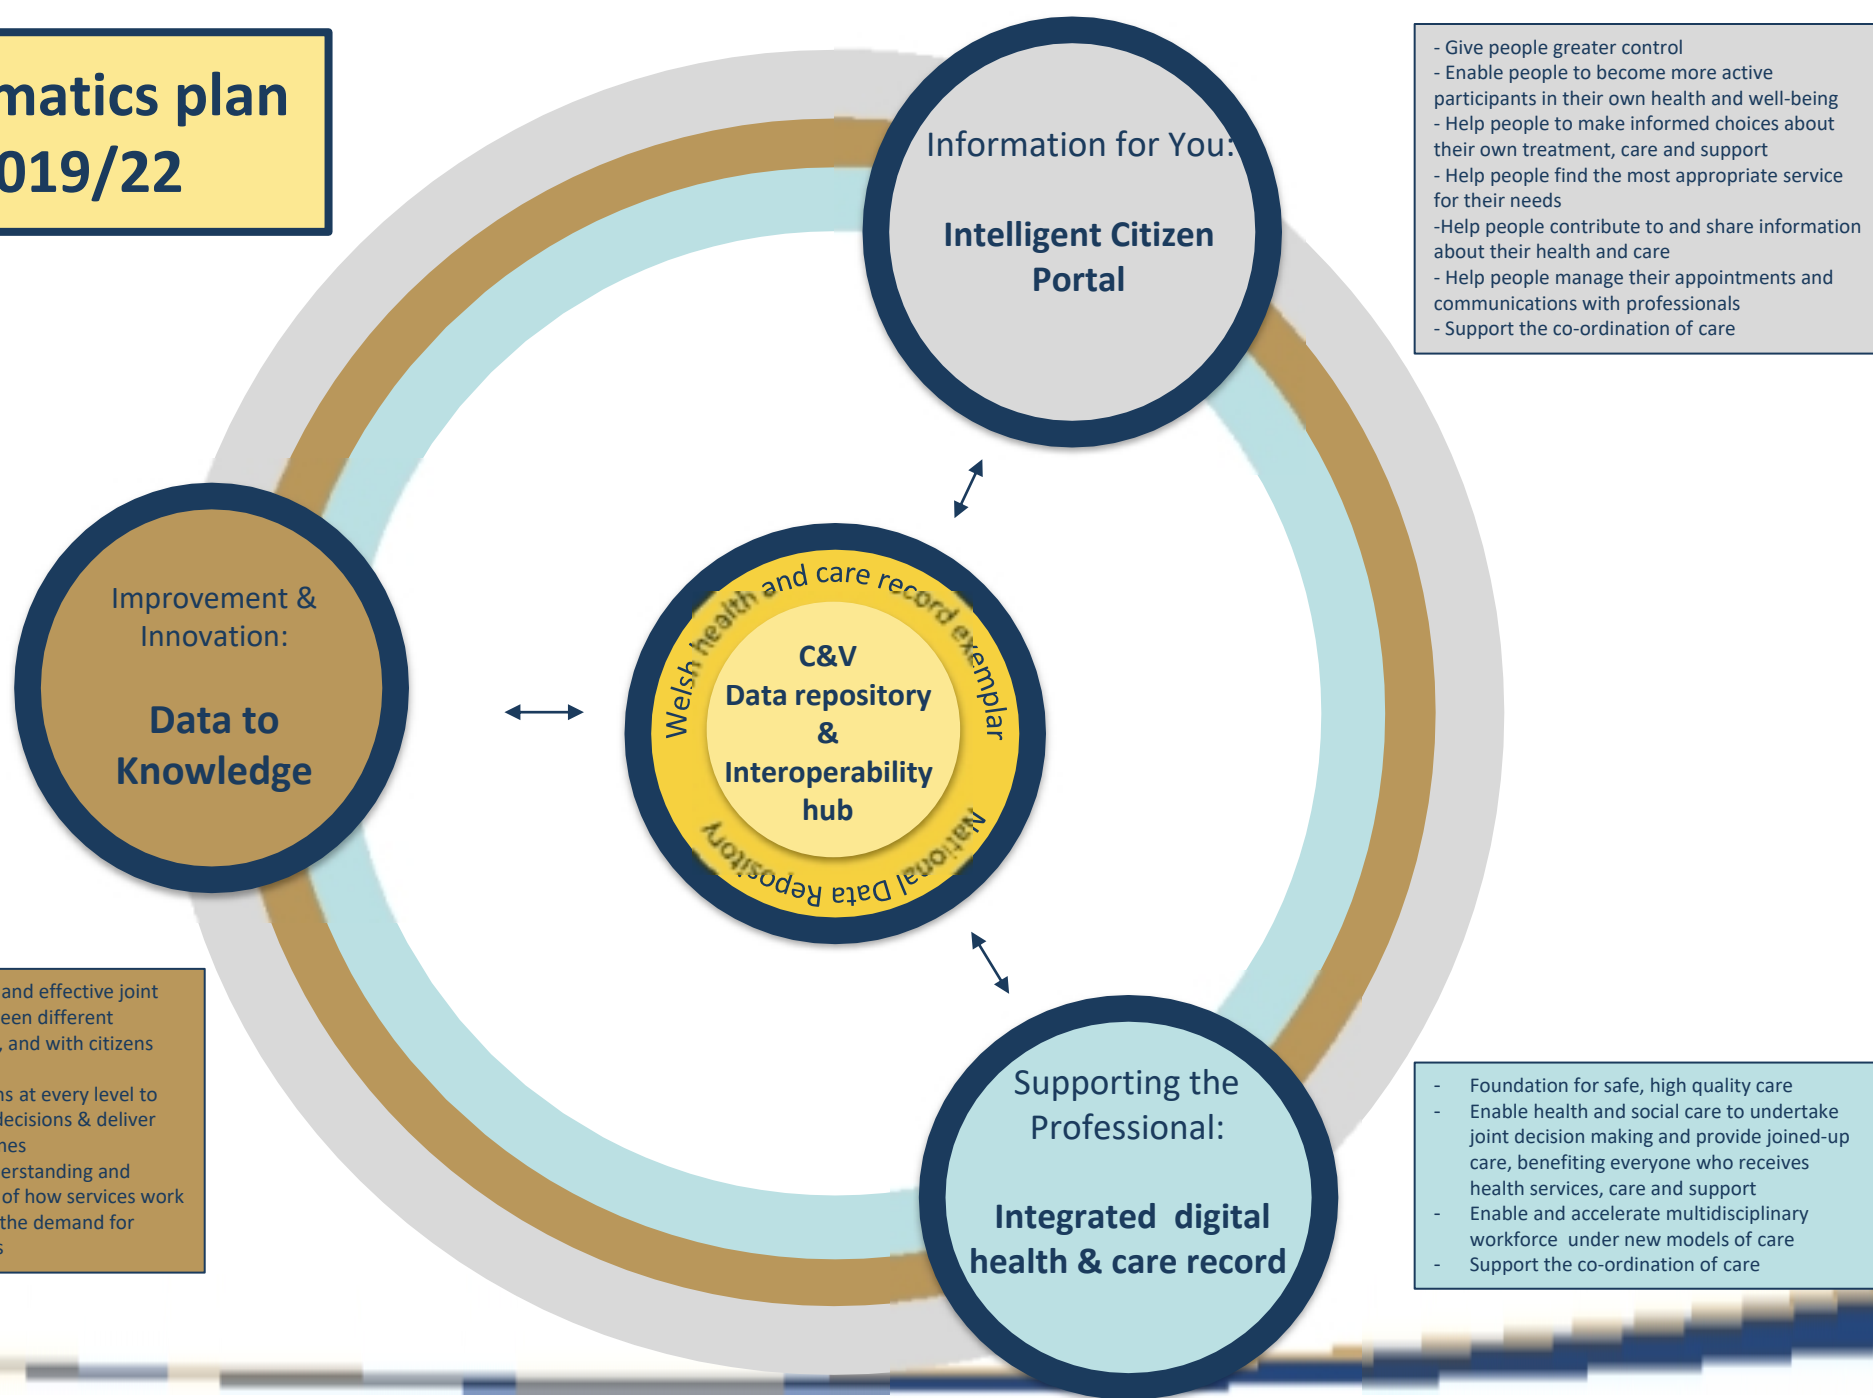 matics plan
019/22
Information for You:
Intelligent Citizen
Portal
- Give people greater control
- Enable people to become more active
participants in their own health and well-being
- Help people to make informed choices about
their own treatment, care and support
- Help people find the most appropriate service
for their needs
-Help people contribute to and share information
about their health and care
- Help people manage their appointments and
communications with professionals
- Support the co-ordination of care
Improvement &
Innovation:
Data to
Knowledge
Welsh health and care record exemplar
C&V
Data repository
&
Interoperability
hub
National Data Repository
and effective joint
een different
, and with citizens
ns at every level to
decisions & deliver
mes
derstanding and
of how services work
the demand for
s
Supporting the
Professional:
Integrated digital
health & care record
- Foundation for safe, high quality care
- Enable health and social care to undertake
joint decision making and provide joined-up
care, benefiting everyone who receives
health services, care and support
- Enable and accelerate multidisciplinary
workforce under new models of care
- Support the co-ordination of care